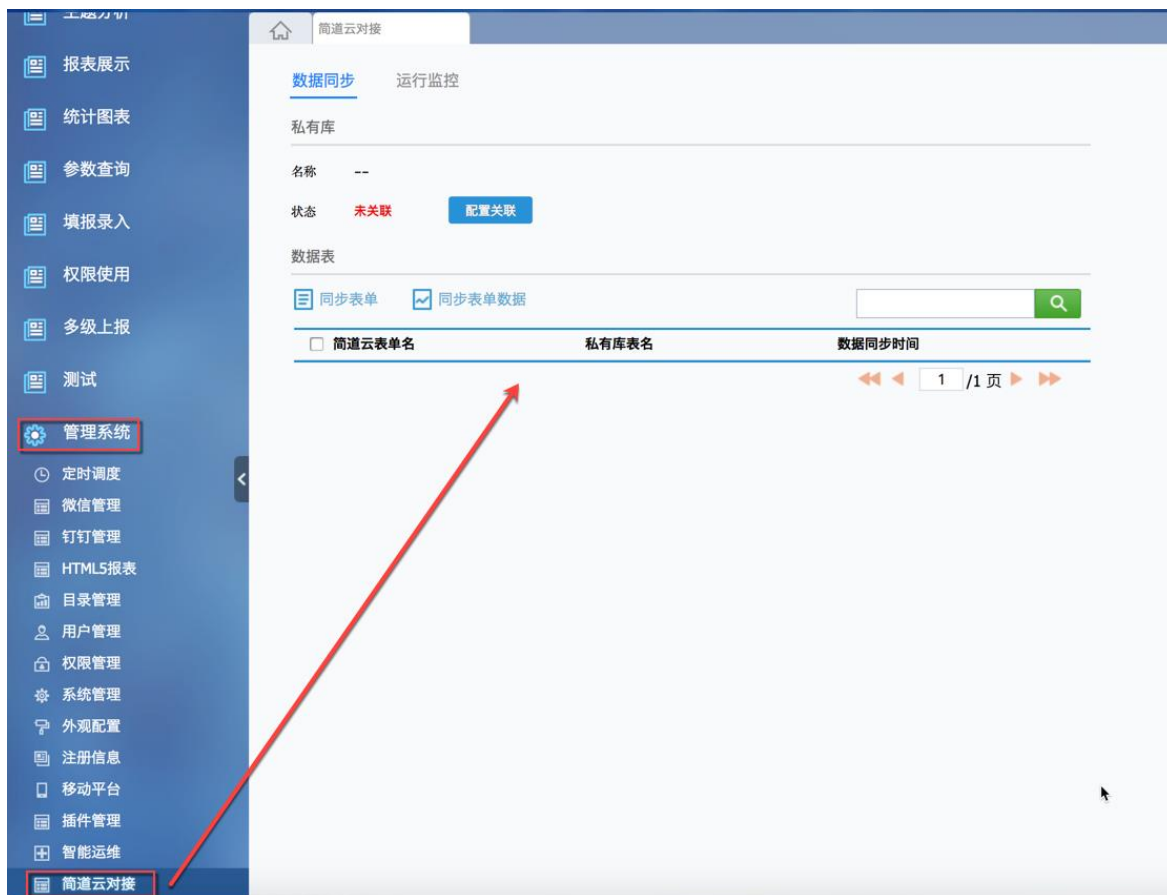 主题分析
报表展示
统计图表
参数查询
填报录入
权限使用
多级上报
测试
管理系统
定时调度
微信管理
钉钉管理
HTML5报表
目录管理
用户管理
权限管理
系统管理
外观配置
注册信息
移动平台
插件管理
智能运维
简道云对接
简道云对接
数据同步 运行监控
私有库
名称 --
状态 未关联 配置关联
数据表
同步表单 同步表单数据
简道云表单名 私有库表名 数据同步时间
1 /1 页